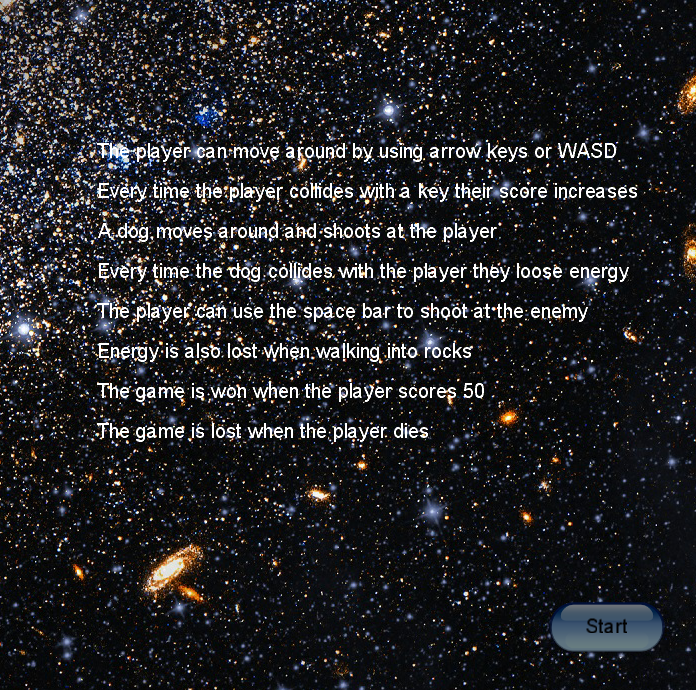 The player can move around by using arrow keys or WASD
Every time the player collides with a key their score increases
A dog moves around and shoots at the player
Every time the dog collides with the player they loose energy
The player can use the space bar to shoot at the enemy
Energy is also lost when walking into rocks
The game is won when the player scores 50
The game is lost when the player dies
Start